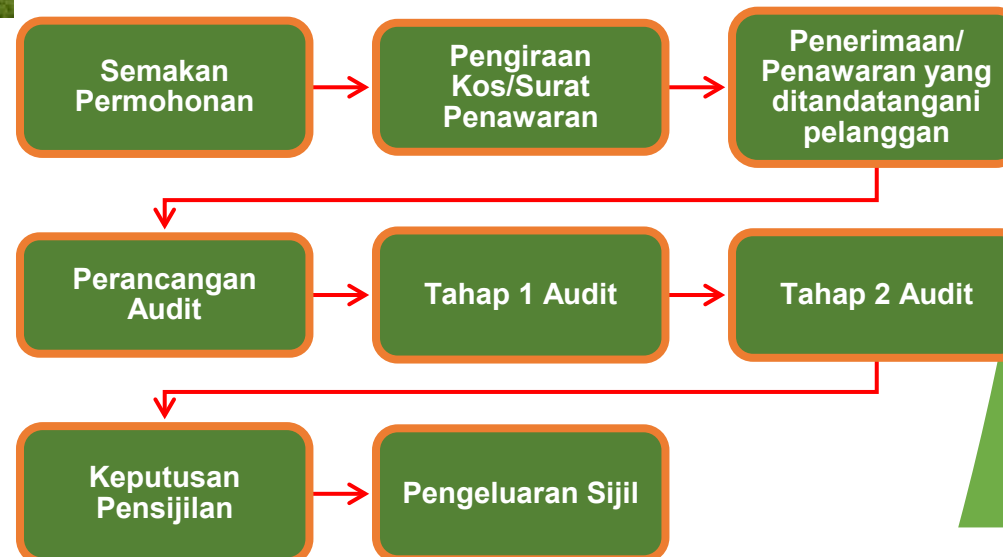 Semakan
Permohonan
Pengiraan
Kos/Surat
Penawaran
Penerimaan/
Penawaran yang
ditandatangani
pelanggan
Perancangan
Audit
Tahap 1 Audit
Tahap 2 Audit
Keputusan
Pensijilan
Pengeluaran Sijil